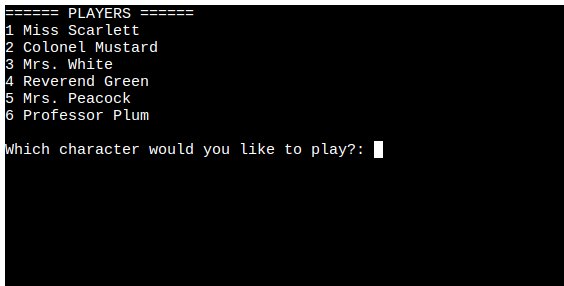 ====== PLAYERS ======
1 Miss Scarlett
2 Colonel Mustard
3 Mrs. White
4 Reverend Green
5 Mrs. Peacock
6 Professor Plum
Which character would you like to play?: